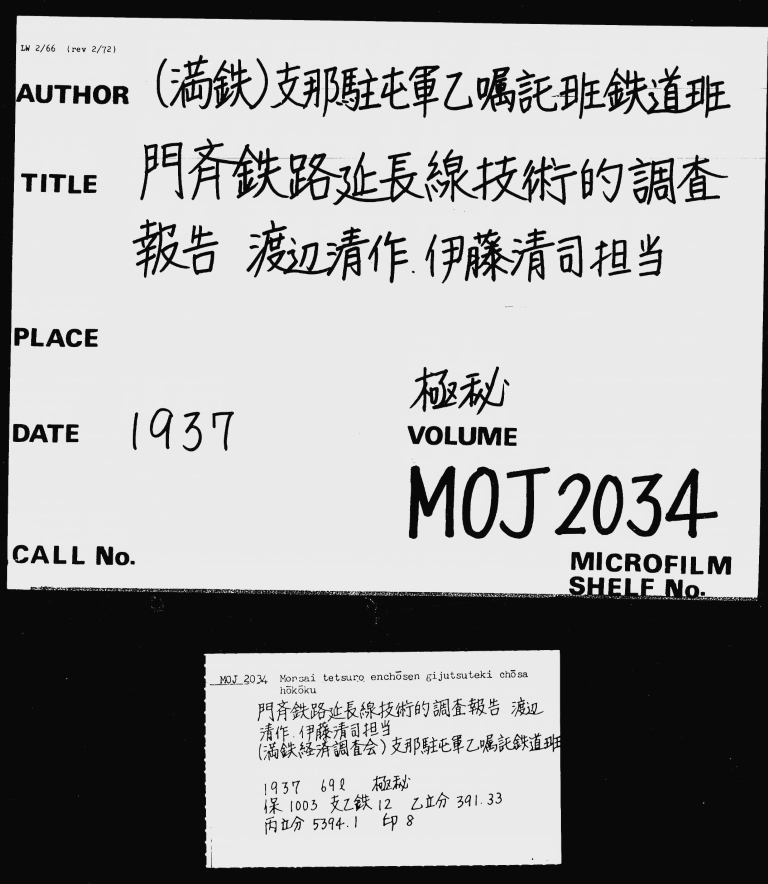 LW 2/66 (rev 2/72)
AUTHOR (満鉄)支那駐屯軍乙嘱託班鉄道班
TITLE 門斉鉄路延長線技術的調査
報告 渡辺清作.伊藤清司担当
PLACE
極秘
DATE 1937
VOLUME
MOJ 2034
CALL No.
MICROFILM
SHELF No.
MOJ 2034 Monsai tetsuro enchōsen gijutsuteki chōsa
hōkōku
門斉鉄路延長線技術的調査報告 渡辺
清作.伊藤清司担当
(満鉄経済調査会)支那駐屯軍乙嘱託鉄道班
1937 69l 極秘
保 1003 支乙鉄 12 乙立分 391.33
丙立分 5394.1 印 8